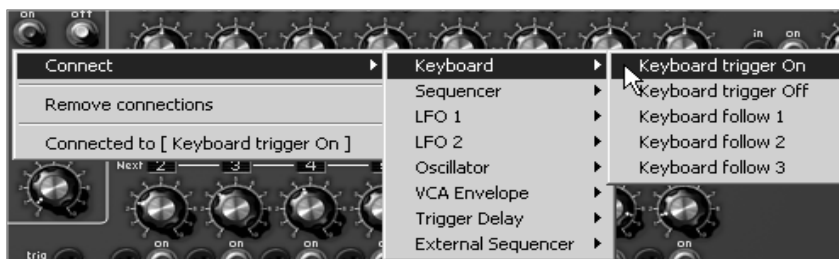 on off
in on
Connect
Remove connections
Connected to [ Keyboard trigger On ]
Keyboard
Sequencer
LFO 1
LFO 2
Oscillator
VCA Envelope
Trigger Delay
External Sequencer
Keyboard trigger On
Keyboard trigger Off
Keyboard follow 1
Keyboard follow 2
Keyboard follow 3
Next 2 3 4
on on on on
trig